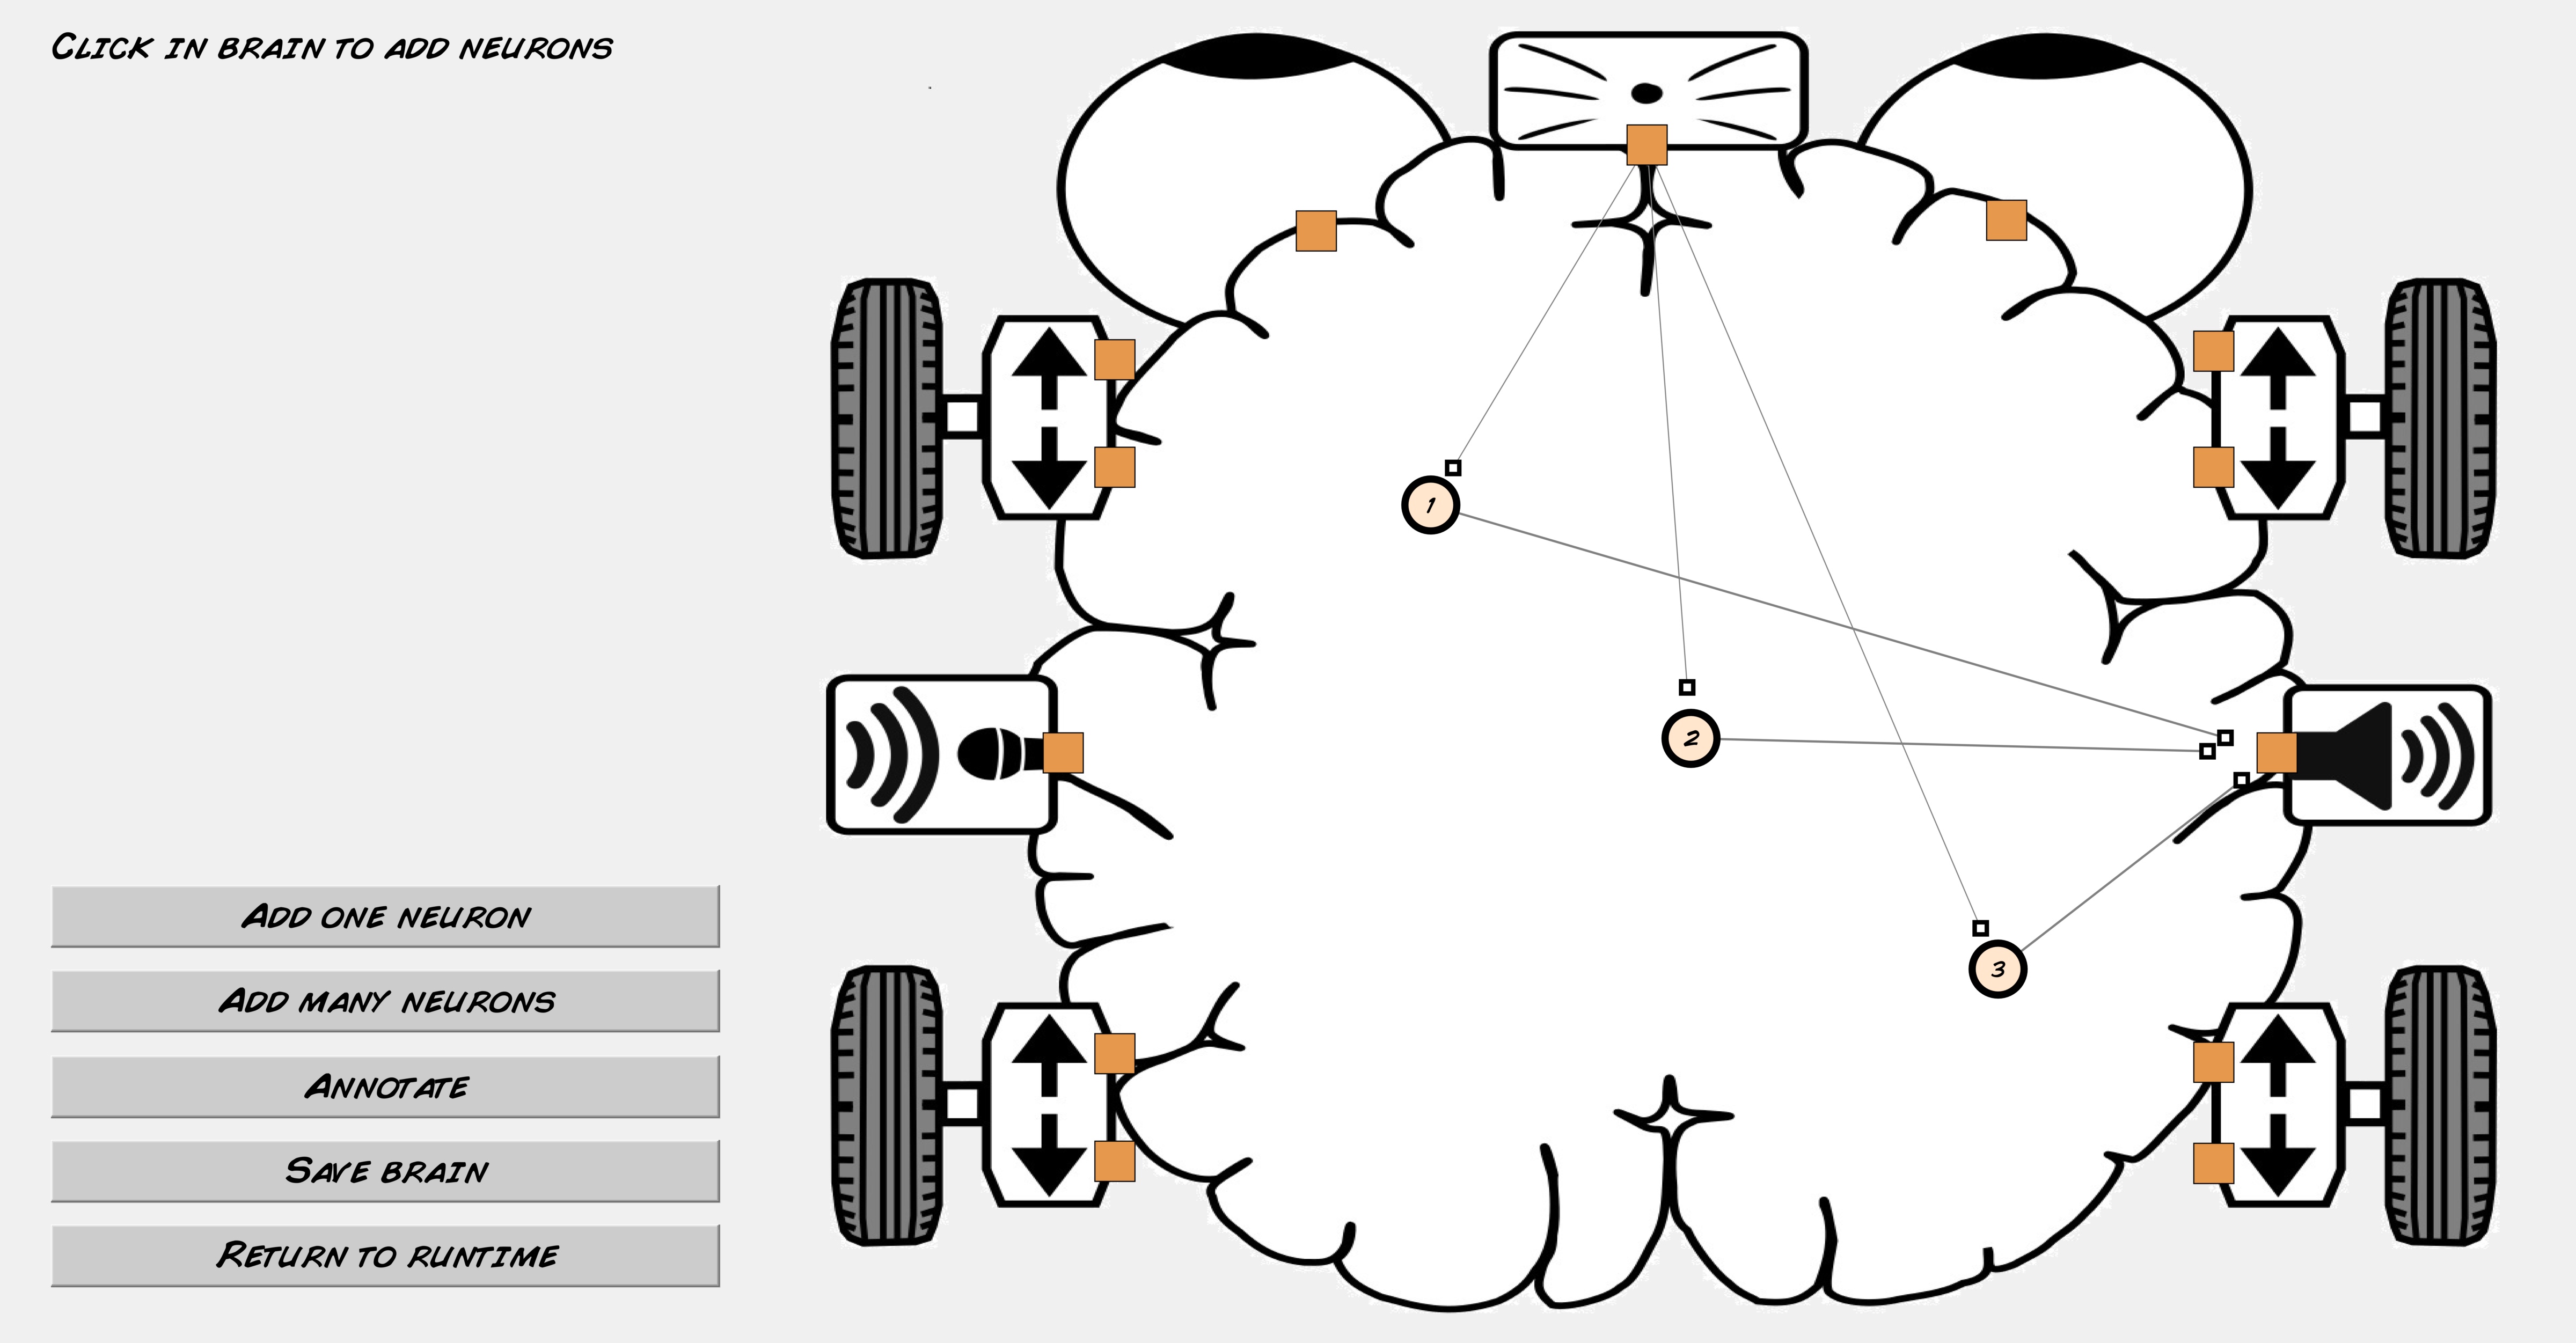 Click in brain to add neurons
1
2
3
Add one neuron
Add many neurons
Annotate
Save brain
Return to runtime